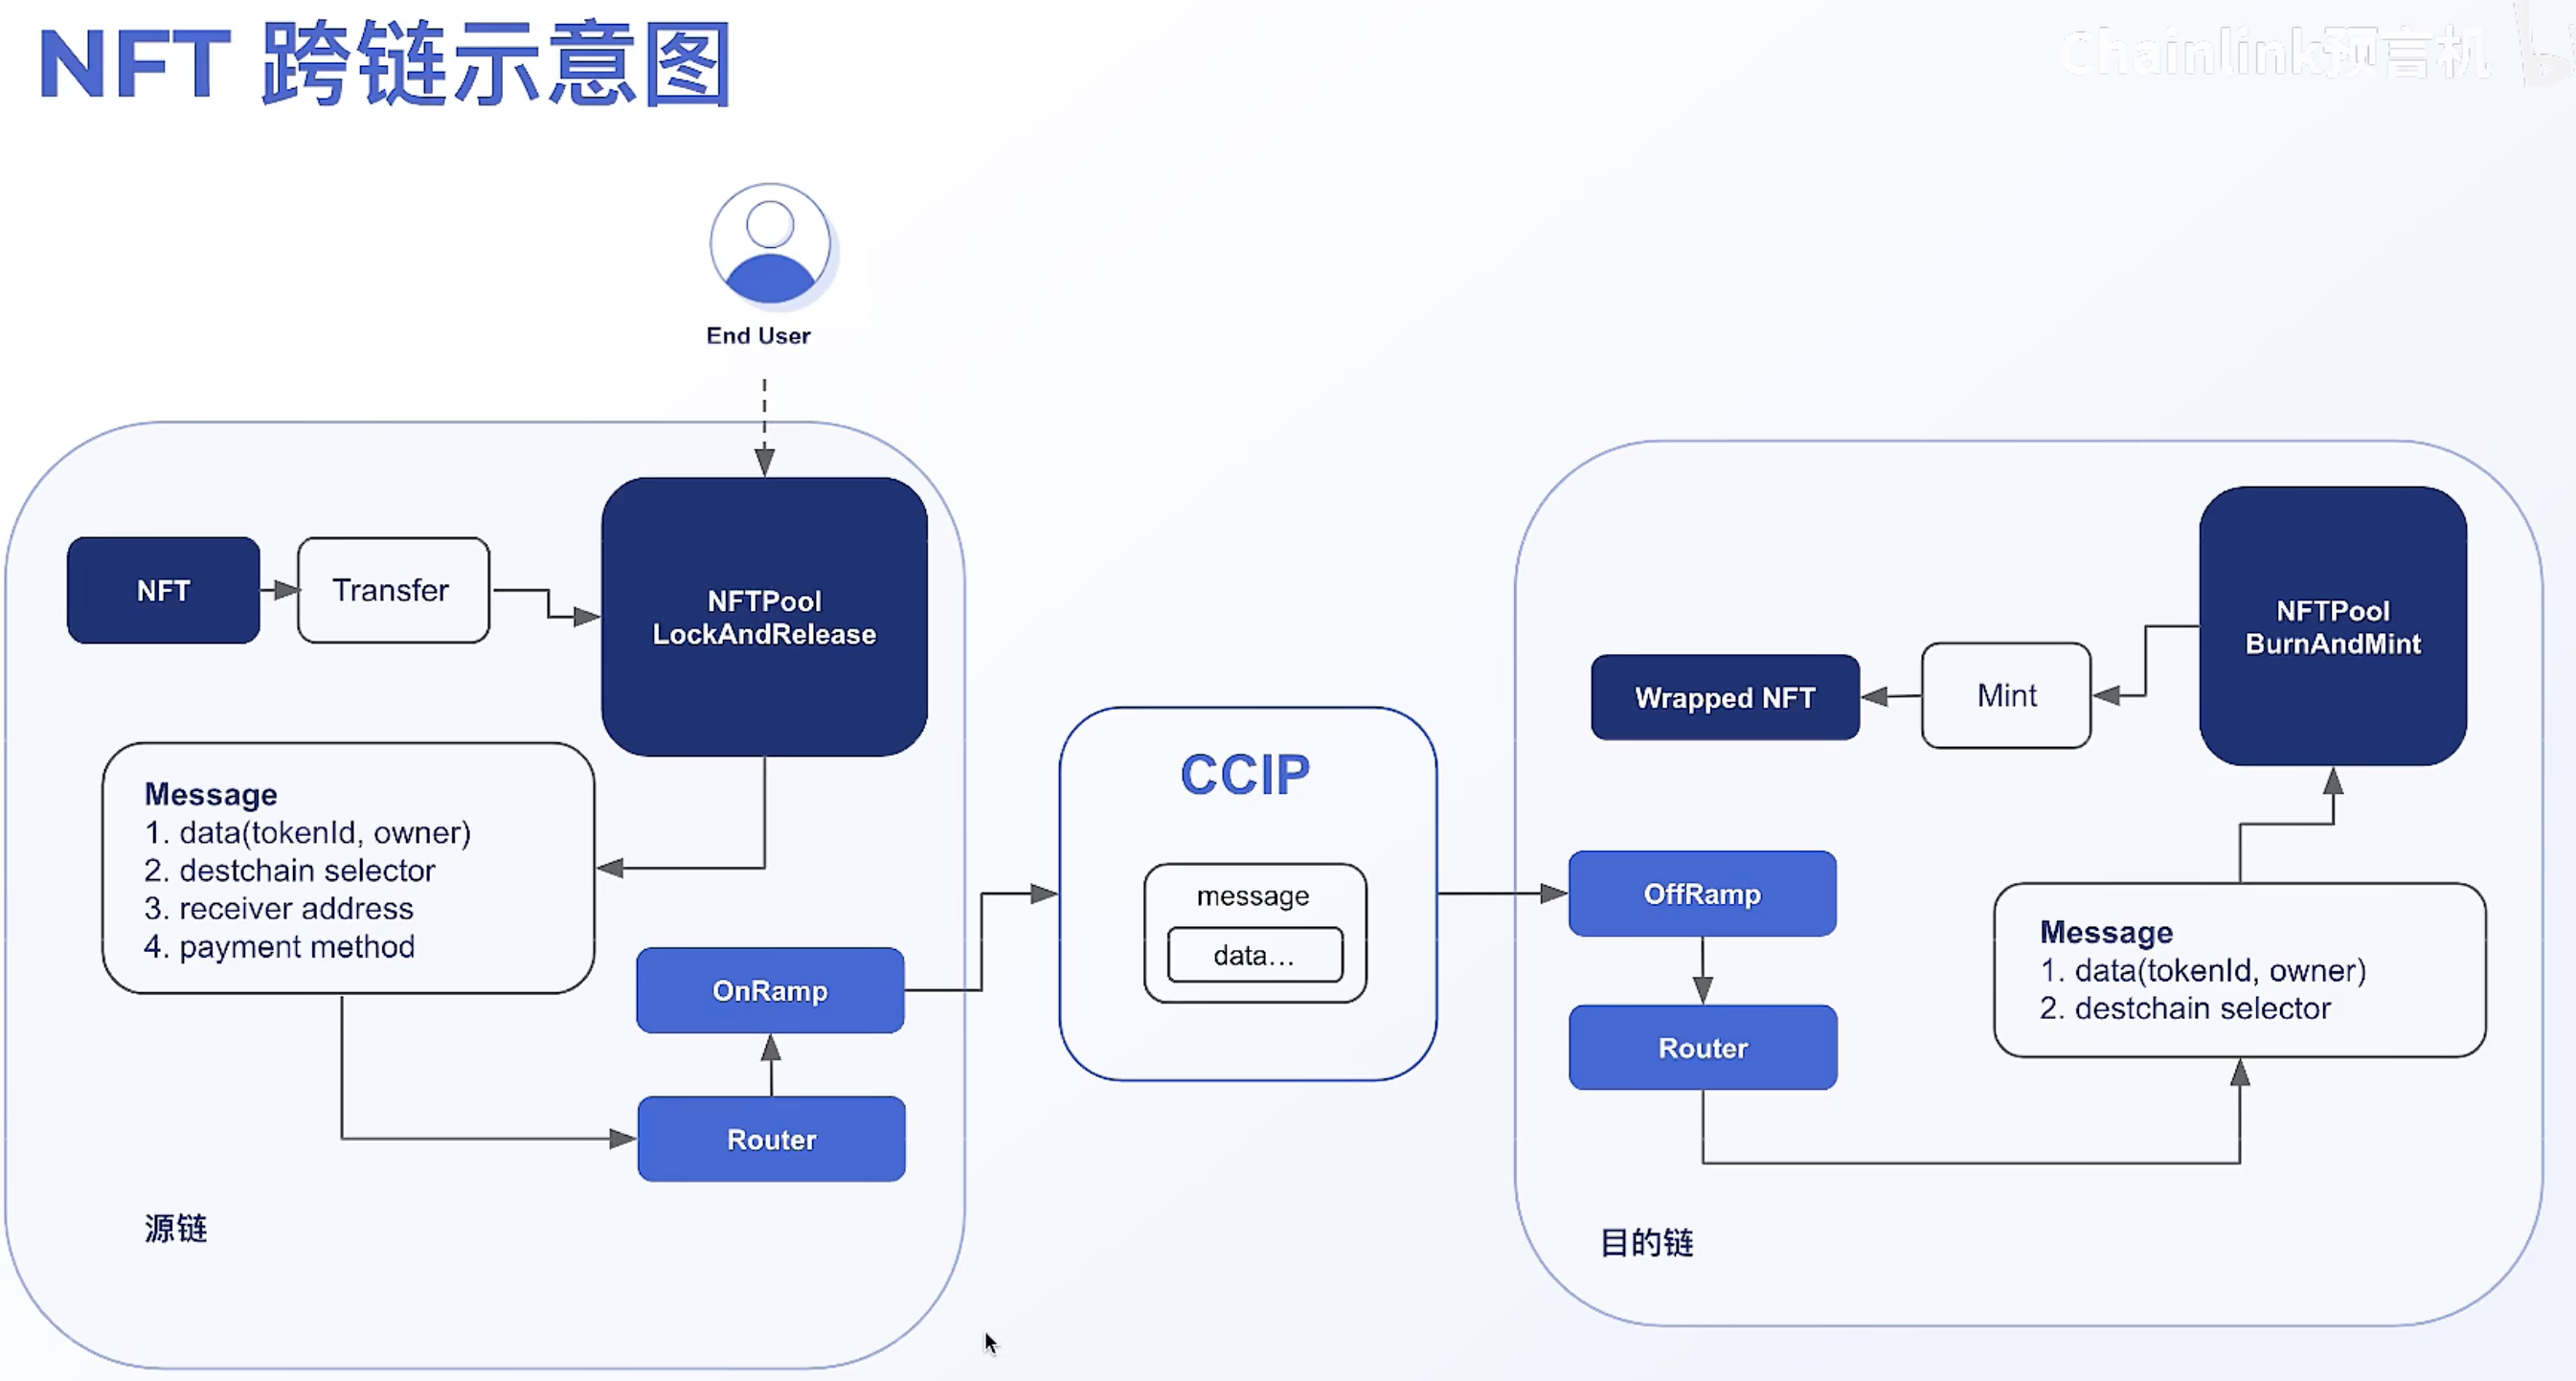 NFT 跨链示意图
Chainlink预言机
End User
NFT
Transfer
NFTPool
LockAndRelease
Message
1. data(tokenId, owner)
2. destchain selector
3. receiver address
4. payment method
OnRamp
Router
源链
CCIP
message
data...
OffRamp
Router
Wrapped NFT
Mint
NFTPool
BurnAndMint
Message
1. data(tokenId, owner)
2. destchain selector
目的链